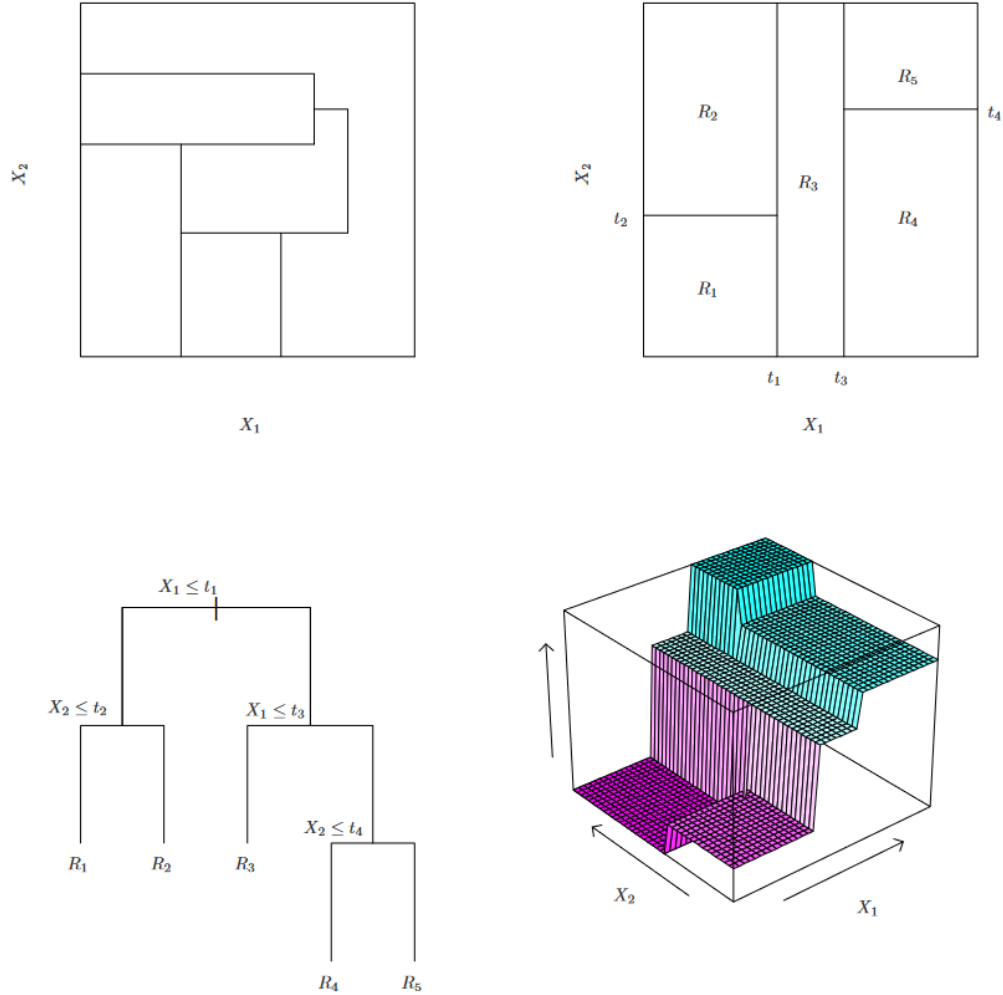 X₂
X₁
R₂
R₅
t₄
X₂
R₃
t₂
R₄
R₁
t₁
t₃
X₁
X₁ ≤ t₁
X₂ ≤ t₂
X₁ ≤ t₃
X₂ ≤ t₄
R₁
R₂
R₃
R₄
R₅
X₂
X₁